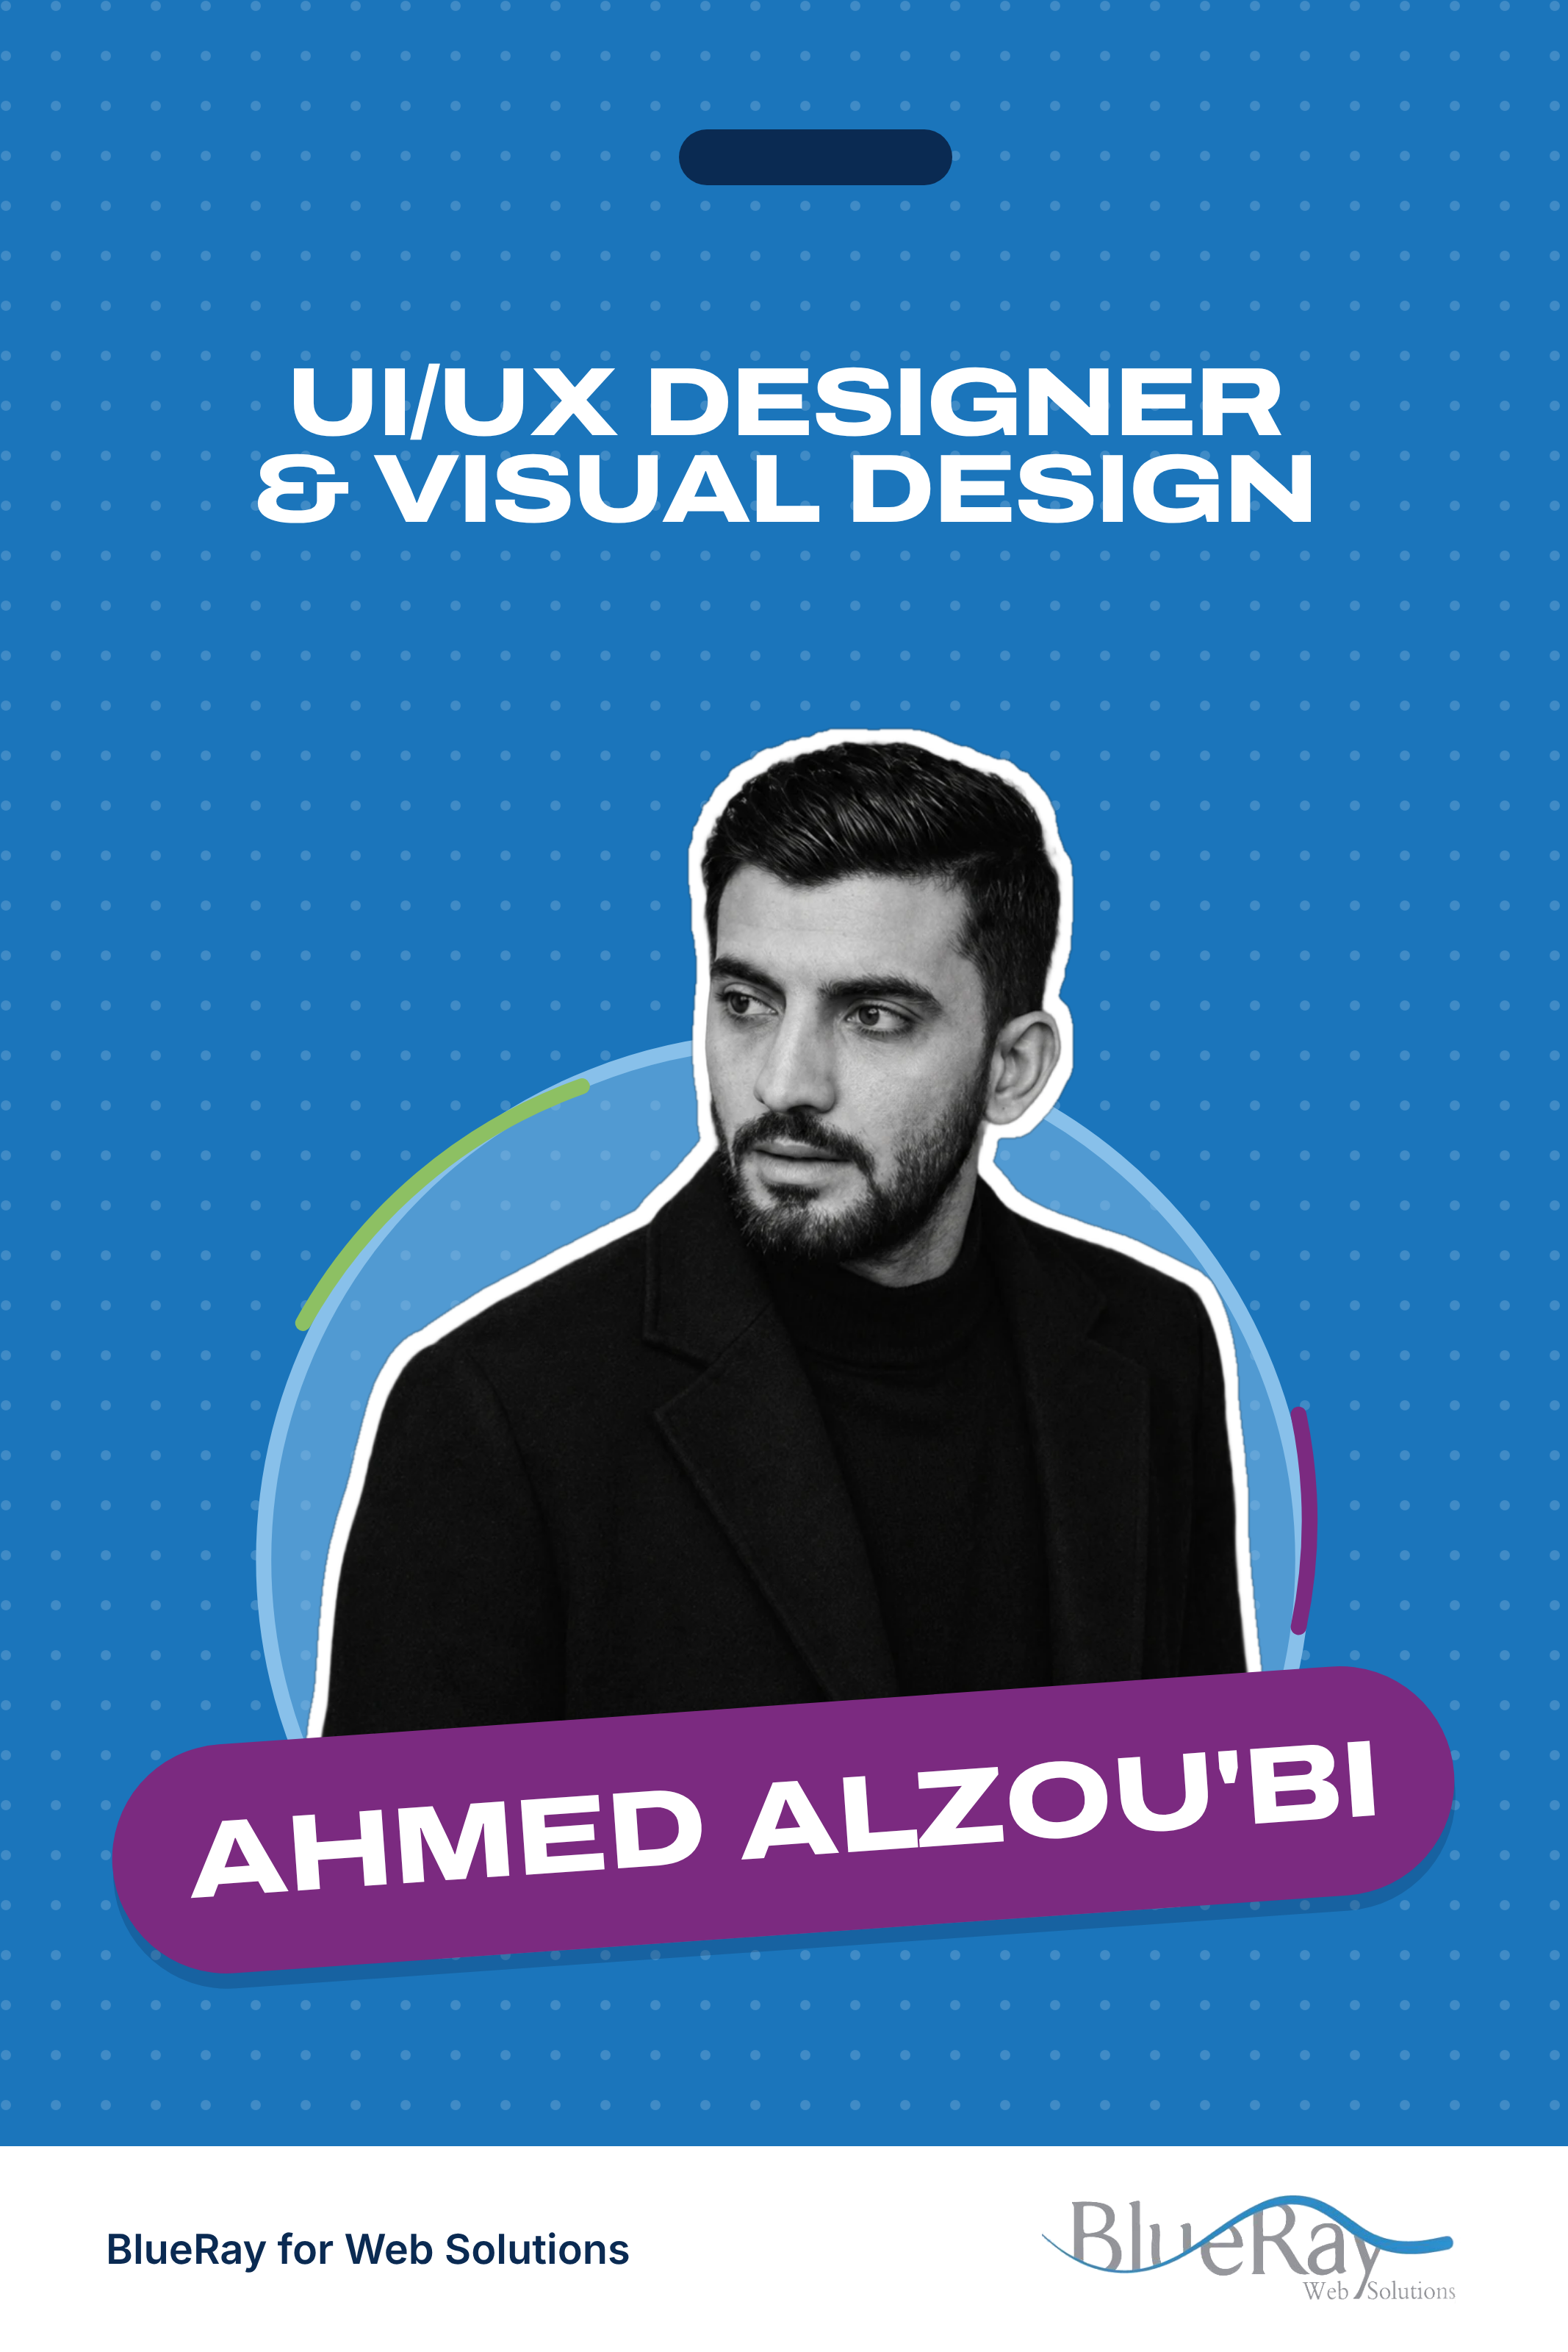 UI/UX DESIGNER
& VISUAL DESIGN
AHMED ALZOU'BI
BlueRay for Web Solutions
BlueRay
Web Solutions